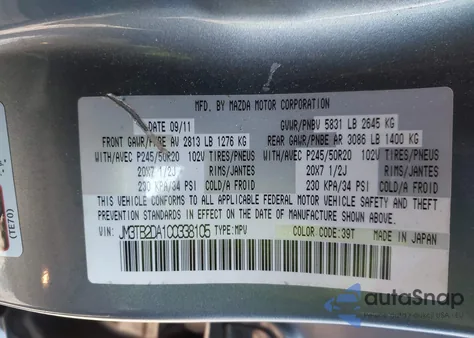 MFD. BY MAZDA MOTOR CORPORATION
DATE 09/11 GVWR/PNBV 5831 LB 2645 KG
FRONT GAWR/PNBE AV 2813 LB 1276 KG REAR GAWR/PNBE AR 3086 LB 1400 KG
WITH/AVEC P245/50R20 102V TIRES/PNEUS WITH/AVEC P245/50R20 102V TIRES/PNEUS
20X7 1/2J RIMS/JANTES 20X7 1/2J RIMS/JANTES
230 KPA/34 PSI COLD/A FROID 230 KPA/34 PSI COLD/A FROID
THIS VEHICLE CONFORMS TO ALL APPLICABLE FEDERAL MOTOR VEHICLE SAFETY AND THEFT
PREVENTION STANDARDS IN EFFECT ON THE DATE OF MANUFACTURE SHOWN ABOVE.
VIN: JM3TB2DA1C0338105 TYPE:MPV COLOR CODE:39T MADE IN JAPAN
(TE70)
autoSnap